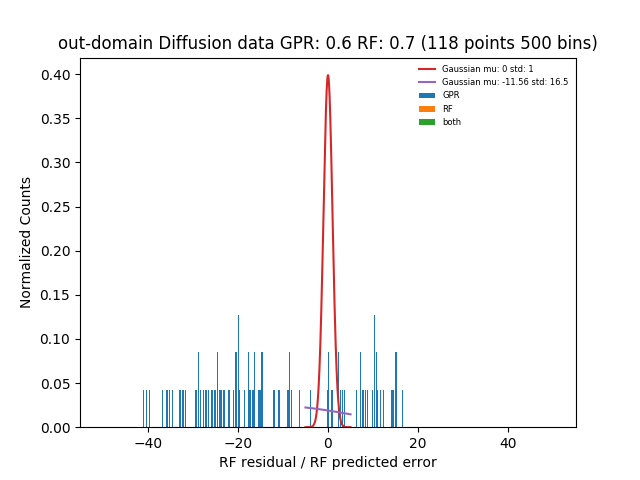 out-domain Diffusion data GPR: 0.6 RF: 0.7 (118 points 500 bins)
Gaussian mu: 0 std: 1
Gaussian mu: -11.56 std: 16.5
GPR
RF
both
Normalized Counts
0.40
0.35
0.30
0.25
0.20
0.15
0.10
0.05
0.00
−40 −20 0 20 40
RF residual / RF predicted error